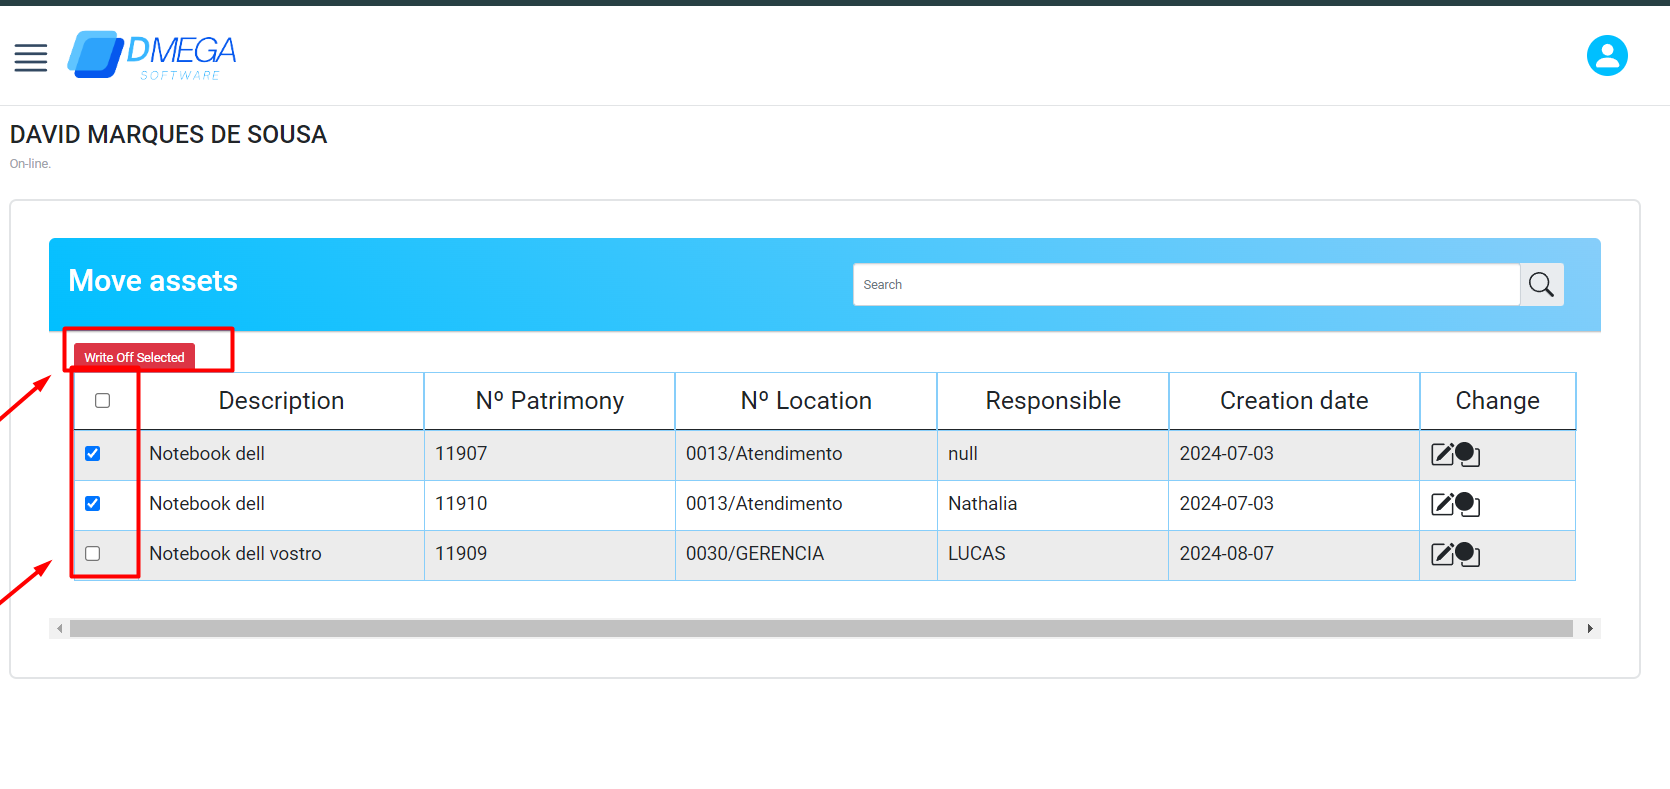 DMEGA
SOFTWARE
DAVID MARQUES DE SOUSA
On-line.
Move assets
Search
Write Off Selected
Description Nº Patrimony Nº Location Responsible Creation date Change
Notebook dell 11907 0013/Atendimento null 2024-07-03
Notebook dell 11910 0013/Atendimento Nathalia 2024-07-03
Notebook dell vostro 11909 0030/GERENCIA LUCAS 2024-08-07